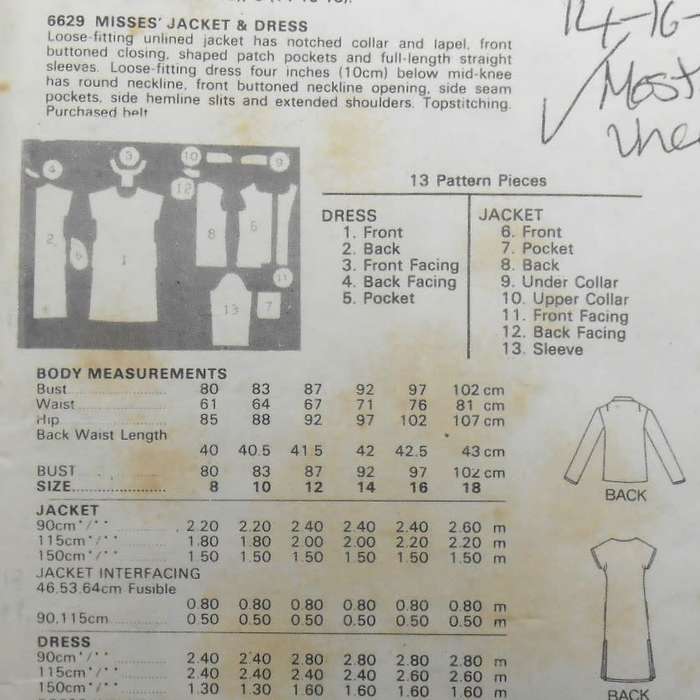 6629 MISSES' JACKET & DRESS
Loose-fitting unlined jacket has notched collar and lapel, front
buttoned closing, shaped patch pockets and full-length straight
sleeves. Loose-fitting dress four inches (10cm) below mid-knee
has round neckline, front buttoned neckline opening, side seam
pockets, side hemline slits and extended shoulders. Topstitching.
Purchased belt
14-16-
Most
4 3 10 9
12
2 1 5 8 6
11
13 7
13 Pattern Pieces
DRESS
1. Front
2. Back
3. Front Facing
4. Back Facing
5. Pocket
JACKET
6. Front
7. Pocket
8. Back
9. Under Collar
10. Upper Collar
11. Front Facing
12. Back Facing
13. Sleeve
BODY MEASUREMENTS
Bust 80 83 87 92 97 102 cm
Waist 61 64 67 71 76 81 cm
Hip 85 88 92 97 102 107 cm
Back Waist Length
40 40.5 41 5 42 42.5 43 cm
BUST 80 83 87 92 97 102 cm
SIZE 8 10 12 14 16 18
JACKET
90cm*/** 2.20 2.20 2.40 2.40 2.40 2.60 m
115cm*/** 1.80 1.80 2.00 2.00 2.20 2.20 m
150cm*/** 1.50 1.50 1.50 1.50 1.50 1.50 m
JACKET INTERFACING
46,53,64cm Fusible
0.80 0.80 0.80 0.80 0.80 0.80 m
90,115cm 0.50 0.50 0.50 0.50 0.50 0.50 m
DRESS
90cm*/** 2.40 2.40 2.80 2.80 2.80 2.80 m
115cm*/** 2.40 2.40 2.40 2.40 2.60 2.60 m
150cm*/** 1.30 1.30 1.60 1.60 1.60 1.60 m
BACK
BACK